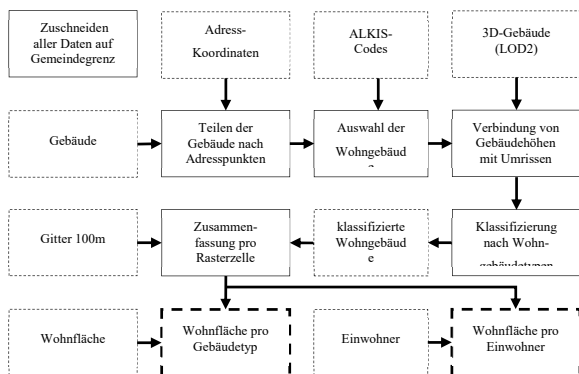 Zuschneiden
aller Daten auf
Gemeindegrenz
Adress-
Koordinaten
ALKIS-
Codes
3D-Gebäude
(LOD2)
Gebäude
Teilen der
Gebäude nach
Adresspunkten
Auswahl der
Wohngebäud
Verbindung von
Gebäudehöhen
mit Umrissen
Gitter 100m
Zusammen-
fassung pro
Rasterzelle
klassifizierte
Wohngebäud
e
Klassifizierung
nach Wohn-
gebäudetypen
Wohnfläche
Wohnfläche pro
Gebäudetyp
Einwohner
Wohnfläche pro
Einwohner